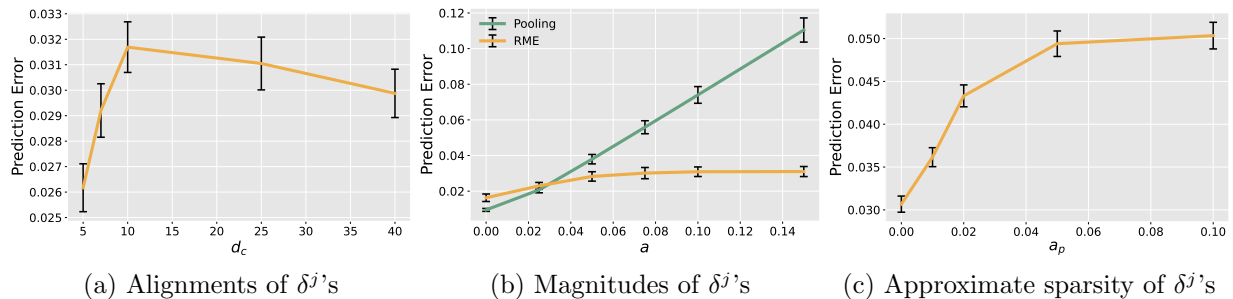 0.033
0.032
0.031
0.030
0.029
0.028
0.027
0.026
0.025
Prediction Error
5 10 15 20 25 30 35 40
d_c
(a) Alignments of δ^j's
0.12
0.10
0.08
0.06
0.04
0.02
Prediction Error
Pooling
RME
0.00 0.02 0.04 0.06 0.08 0.10 0.12 0.14
a
(b) Magnitudes of δ^j's
0.050
0.045
0.040
0.035
0.030
Prediction Error
0.00 0.02 0.04 0.06 0.08 0.10
a_p
(c) Approximate sparsity of δ^j's